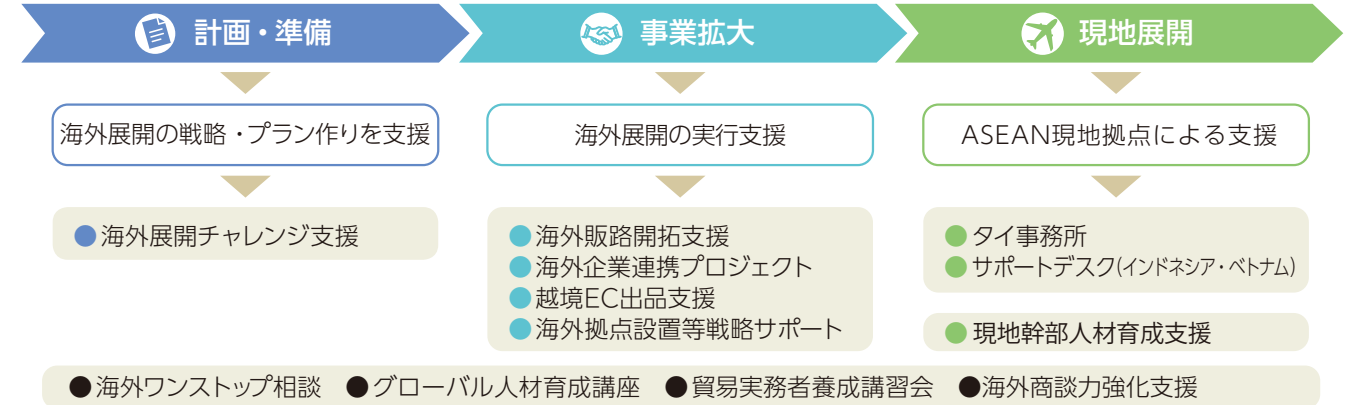 計画・準備
事業拡大
現地展開
海外展開の戦略・プラン作りを支援
海外展開の実行支援
ASEAN現地拠点による支援
●海外展開チャレンジ支援
●海外販路開拓支援
●海外企業連携プロジェクト
●越境EC出品支援
●海外拠点設置等戦略サポート
●タイ事務所
●サポートデスク(インドネシア・ベトナム)
●現地幹部人材育成支援
●海外ワンストップ相談 ●グローバル人材育成講座 ●貿易実務者養成講習会 ●海外商談力強化支援